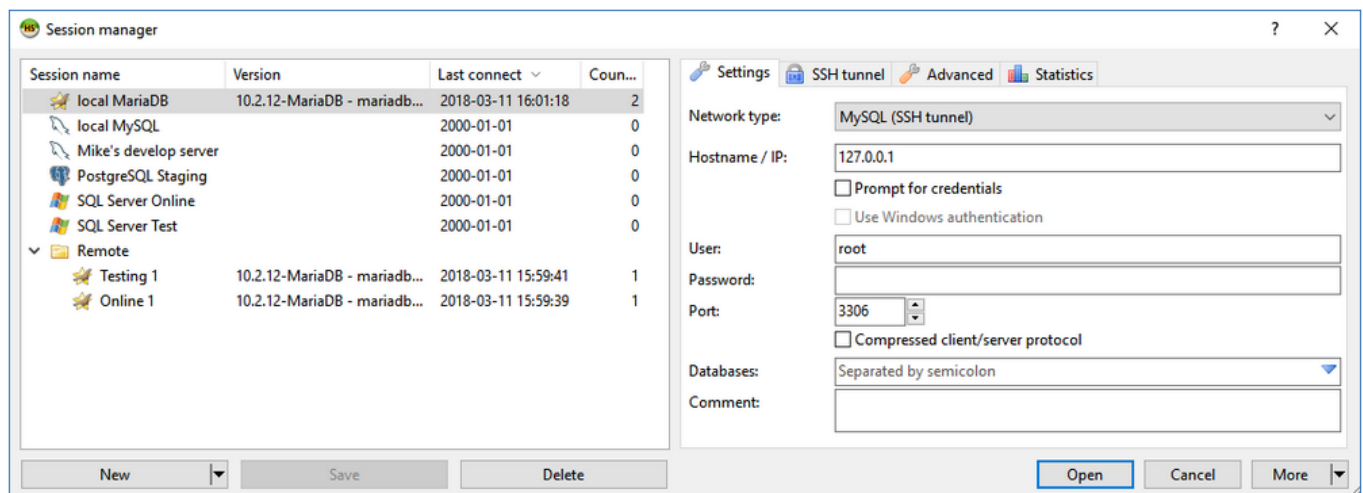 Session manager
Session name Version Last connect Coun...
local MariaDB 10.2.12-MariaDB - mariadb... 2018-03-11 16:01:18 2
local MySQL 2000-01-01 0
Mike's develop server 2000-01-01 0
PostgreSQL Staging 2000-01-01 0
SQL Server Online 2000-01-01 0
SQL Server Test 2000-01-01 0
Remote
Testing 1 10.2.12-MariaDB - mariadb... 2018-03-11 15:59:41 1
Online 1 10.2.12-MariaDB - mariadb... 2018-03-11 15:59:39 1
New Save Delete
Settings SSH tunnel Advanced Statistics
Network type: MySQL (SSH tunnel)
Hostname / IP: 127.0.0.1
Prompt for credentials
Use Windows authentication
User: root
Password:
Port: 3306
Compressed client/server protocol
Databases: Separated by semicolon
Comment:
Open Cancel More